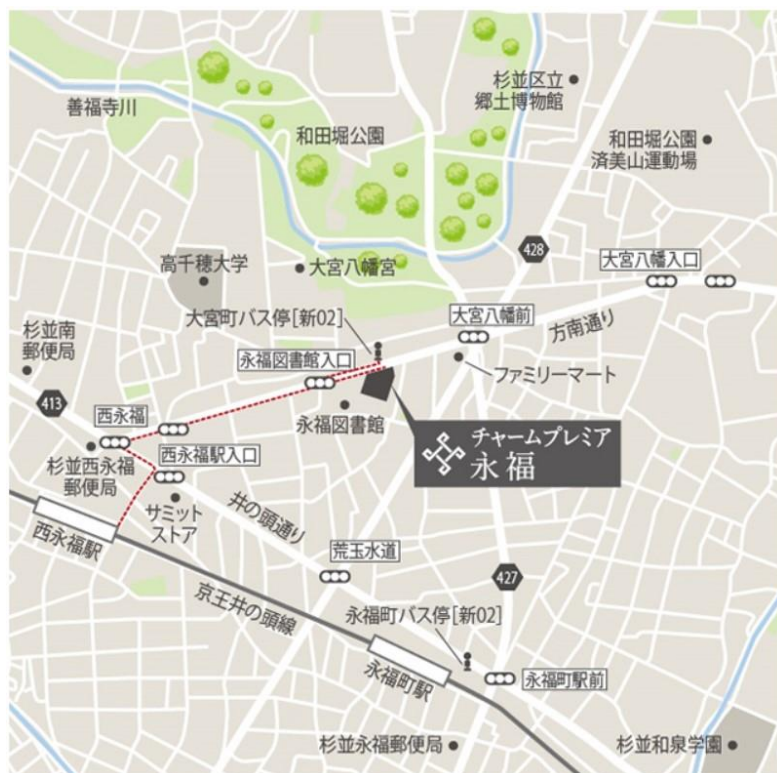 杉並区立
郷土博物館
善福寺川
和田堀公園
和田堀公園
済美山運動場
428
高千穂大学
大宮八幡宮
大宮八幡入口
大宮町バス停[新02]
大宮八幡前
方南通り
杉並南
郵便局
永福図書館入口
ファミリーマート
413
西永福
永福図書館
チャームプレミア
永福
杉並西永福
郵便局
西永福駅入口
サミット
ストア
井の頭通り
西永福駅
荒玉水道
京王井の頭線
427
永福町バス停[新02]
永福町駅
永福町駅前
杉並永福郵便局
杉並和泉学園